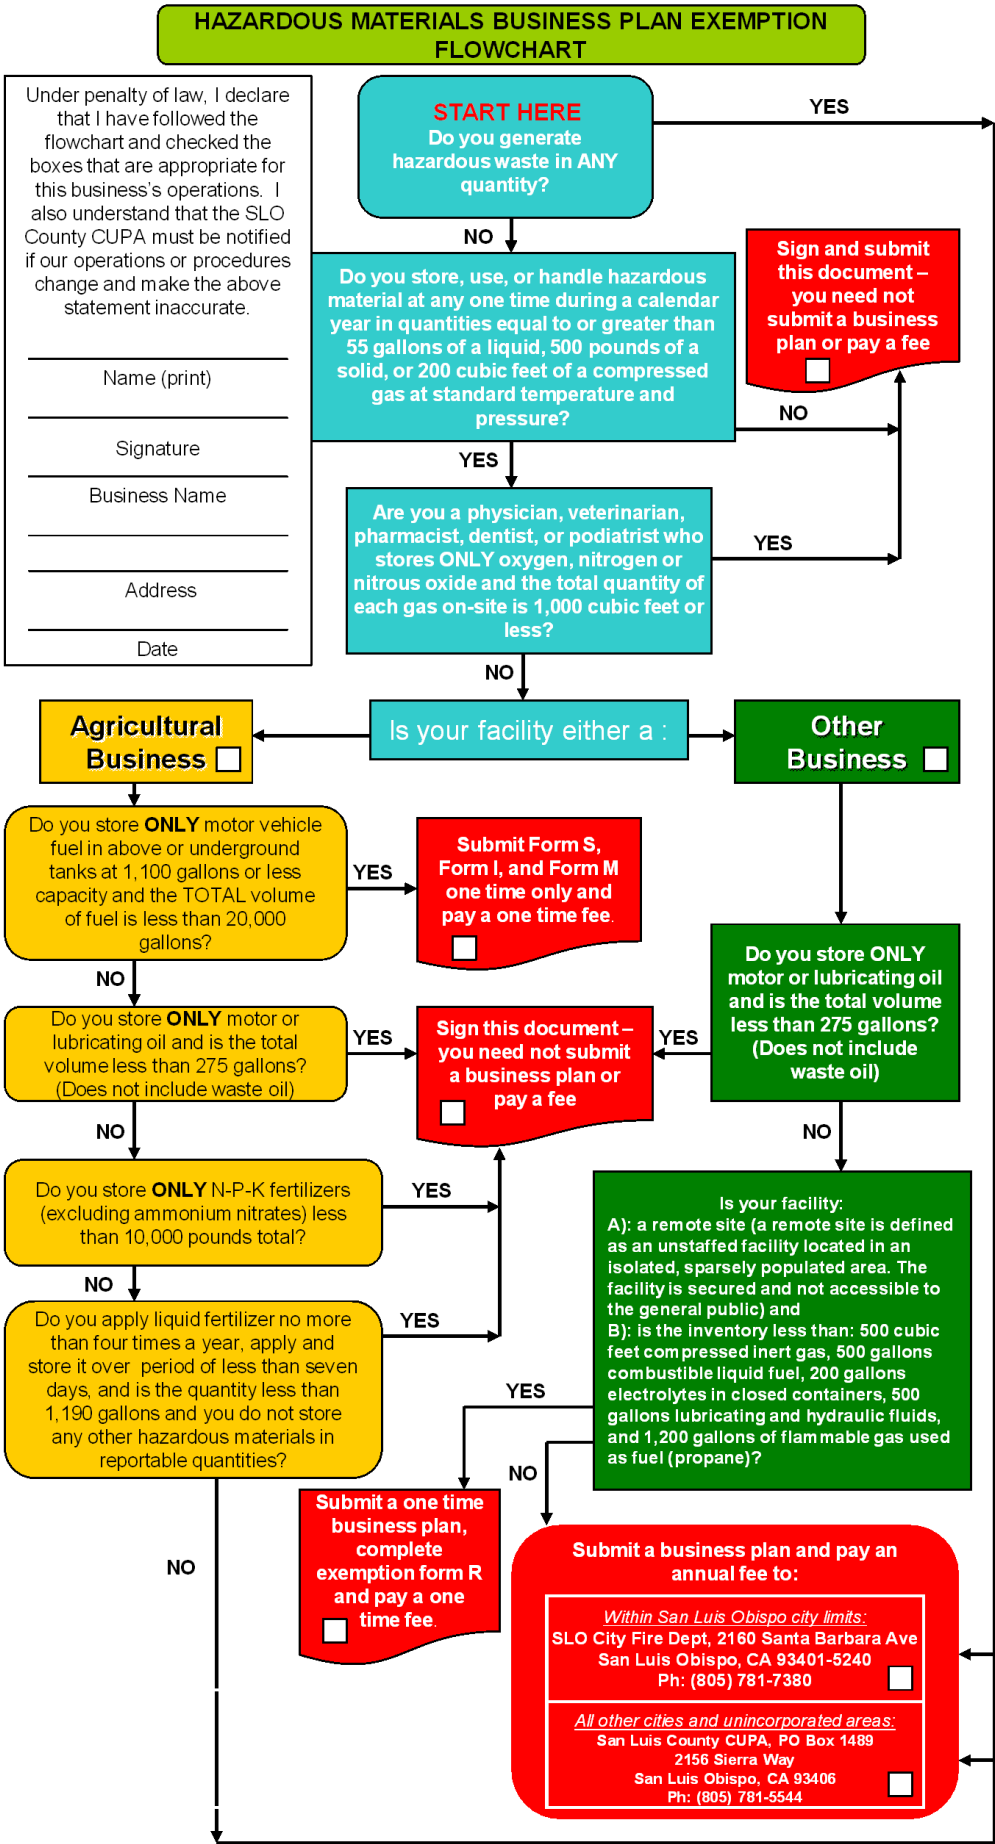 HAZARDOUS MATERIALS BUSINESS PLAN EXEMPTION
FLOWCHART
Under penalty of law, I declare
that I have followed the
flowchart and checked the
boxes that are appropriate for
this business's operations. I
also understand that the SLO
County CUPA must be notified
if our operations or procedures
change and make the above
statement inaccurate.
Name (print)
Signature
Business Name
Address
Date
START HERE
Do you generate
hazardous waste in ANY
quantity?
YES
NO
Do you store, use, or handle hazardous
material at any one time during a calendar
year in quantities equal to or greater than
55 gallons of a liquid, 500 pounds of a
solid, or 200 cubic feet of a compressed
gas at standard temperature and
pressure?
Sign and submit
this document –
you need not
submit a business
plan or pay a fee
NO
YES
Are you a physician, veterinarian,
pharmacist, dentist, or podiatrist who
stores ONLY oxygen, nitrogen or
nitrous oxide and the total quantity of
each gas on-site is 1,000 cubic feet or
less?
YES
NO
Is your facility either a :
Agricultural
Business
Other
Business
Do you store ONLY motor vehicle
fuel in above or underground
tanks at 1,100 gallons or less
capacity and the TOTAL volume
of fuel is less than 20,000
gallons?
YES
Submit Form S,
Form I, and Form M
one time only and
pay a one time fee.
NO
Do you store ONLY motor or
lubricating oil and is the total
volume less than 275 gallons?
(Does not include waste oil)
YES
Sign this document –
you need not submit
a business plan or
pay a fee
YES
Do you store ONLY
motor or lubricating oil
and is the total volume
less than 275 gallons?
(Does not include
waste oil)
NO
NO
Do you store ONLY N-P-K fertilizers
(excluding ammonium nitrates) less
than 10,000 pounds total?
YES
NO
Do you apply liquid fertilizer no more
than four times a year, apply and
store it over period of less than seven
days, and is the quantity less than
1,190 gallons and you do not store
any other hazardous materials in
reportable quantities?
YES
Is your facility:
A): a remote site (a remote site is defined
as an unstaffed facility located in an
isolated, sparsely populated area. The
facility is secured and not accessible to
the general public) and
B): is the inventory less than: 500 cubic
feet compressed inert gas, 500 gallons
combustible liquid fuel, 200 gallons
electrolytes in closed containers, 500
gallons lubricating and hydraulic fluids,
and 1,200 gallons of flammable gas used
as fuel (propane)?
YES
NO
NO
Submit a one time
business plan,
complete
exemption form R
and pay a one
time fee.
Submit a business plan and pay an
annual fee to:
Within San Luis Obispo city limits:
SLO City Fire Dept, 2160 Santa Barbara Ave
San Luis Obispo, CA 93401-5240
Ph: (805) 781-7380
All other cities and unincorporated areas:
San Luis County CUPA, PO Box 1489
2156 Sierra Way
San Luis Obispo, CA 93406
Ph: (805) 781-5544